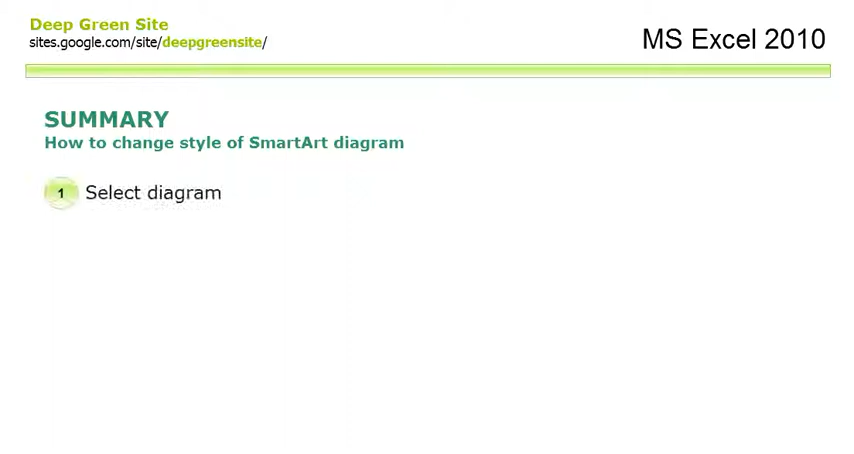 Deep Green Site
sites.google.com/site/deepgreensite/
MS Excel 2010
SUMMARY
How to change style of SmartArt diagram
1 Select diagram